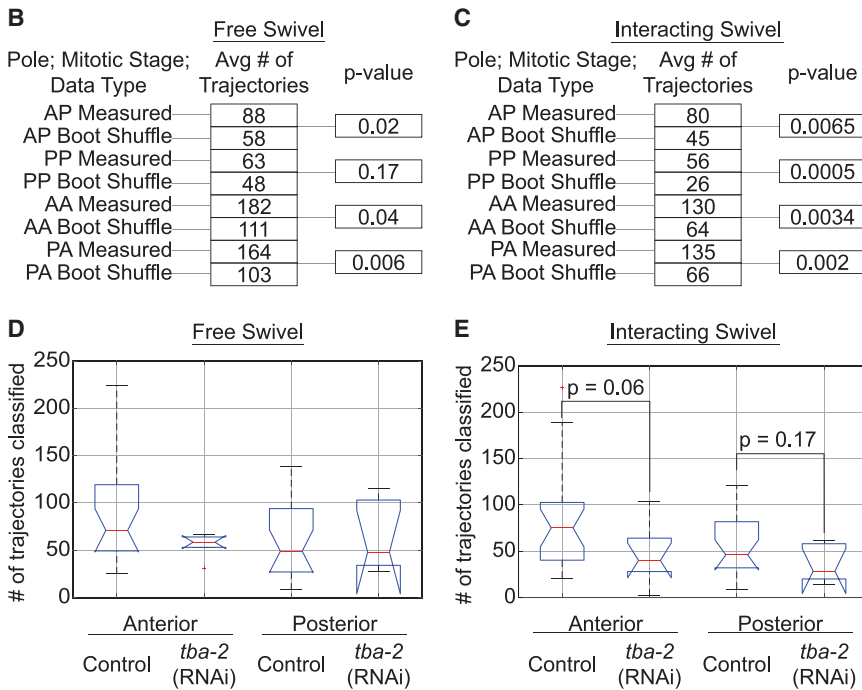 B
Free Swivel
Pole; Mitotic Stage; Data Type
Avg # of Trajectories
p-value
AP Measured 88
AP Boot Shuffle 58
0.02
PP Measured 63
PP Boot Shuffle 48
0.17
AA Measured 182
AA Boot Shuffle 111
0.04
PA Measured 164
PA Boot Shuffle 103
0.006
C
Interacting Swivel
Pole; Mitotic Stage; Data Type
Avg # of Trajectories
p-value
AP Measured 80
AP Boot Shuffle 45
0.0065
PP Measured 56
PP Boot Shuffle 26
0.0005
AA Measured 130
AA Boot Shuffle 64
0.0034
PA Measured 135
PA Boot Shuffle 66
0.002
D
Free Swivel
# of trajectories classified
250
200
150
100
50
0
Anterior
Posterior
Control
tba-2 (RNAi)
Control
tba-2 (RNAi)
E
Interacting Swivel
# of trajectories classified
250
200
150
100
50
0
p = 0.06
p = 0.17
Anterior
Posterior
Control
tba-2 (RNAi)
Control
tba-2 (RNAi)